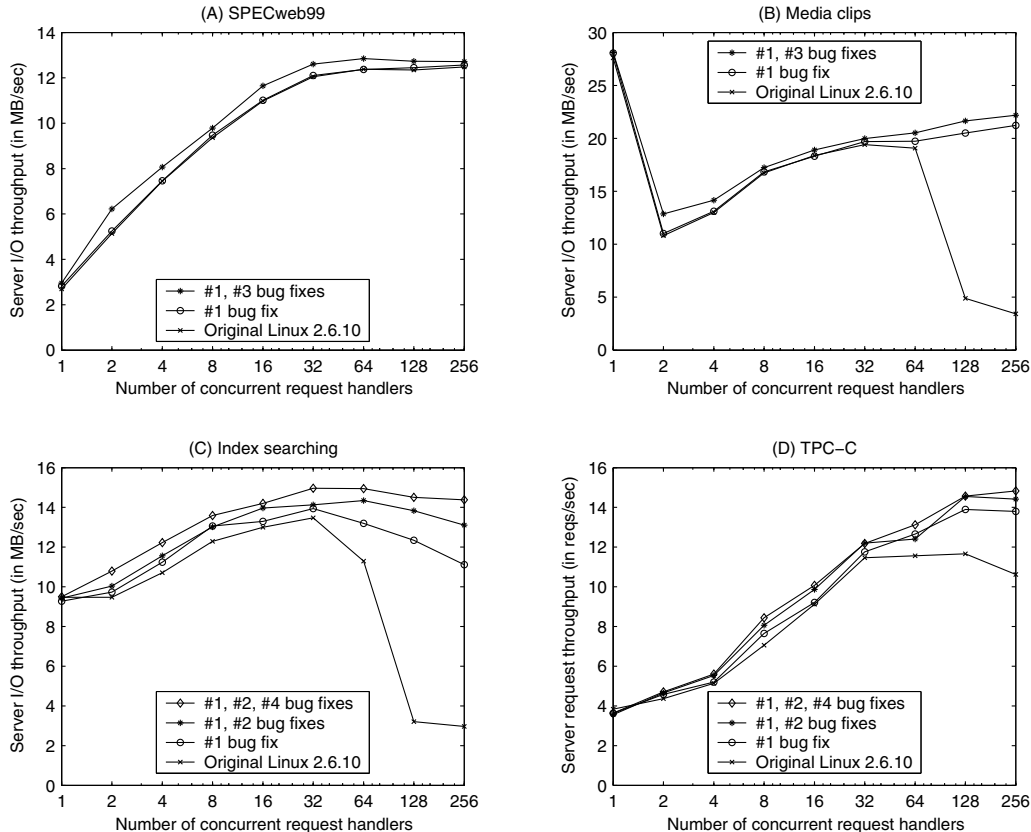 (A) SPECweb99
14
12
10
8
6
4
2
0
Server I/O throughput (in MB/sec)
#1, #3 bug fixes
#1 bug fix
Original Linux 2.6.10
1 2 4 8 16 32 64 128 256
Number of concurrent request handlers
(B) Media clips
30
25
20
15
10
5
0
Server I/O throughput (in MB/sec)
#1, #3 bug fixes
#1 bug fix
Original Linux 2.6.10
1 2 4 8 16 32 64 128 256
Number of concurrent request handlers
(C) Index searching
16
14
12
10
8
6
4
2
0
Server I/O throughput (in MB/sec)
#1, #2, #4 bug fixes
#1, #2 bug fixes
#1 bug fix
Original Linux 2.6.10
1 2 4 8 16 32 64 128 256
Number of concurrent request handlers
(D) TPC−C
16
14
12
10
8
6
4
2
0
Server request throughput (in reqs/sec)
#1, #2, #4 bug fixes
#1, #2 bug fixes
#1 bug fix
Original Linux 2.6.10
1 2 4 8 16 32 64 128 256
Number of concurrent request handlers